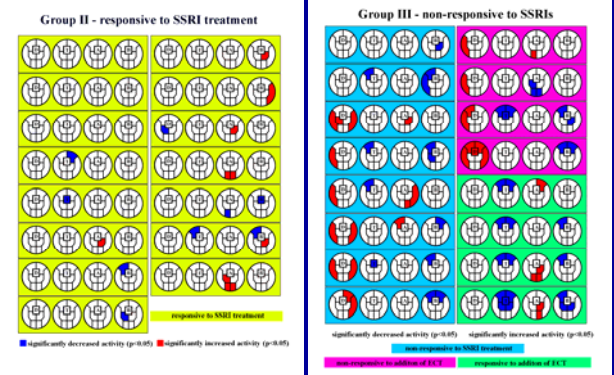 Group II - responsive to SSRI treatment
responsive to SSRI treatment
significantly decreased activity (p<0.05) significantly increased activity (p<0.05)
Group III - non-responsive to SSRIs
significantly decreased activity (p<0.05) significantly increased activity (p<0.05)
non-responsive to SSRI treatment
non-responsive to addition of ECT responsive to additon of ECT